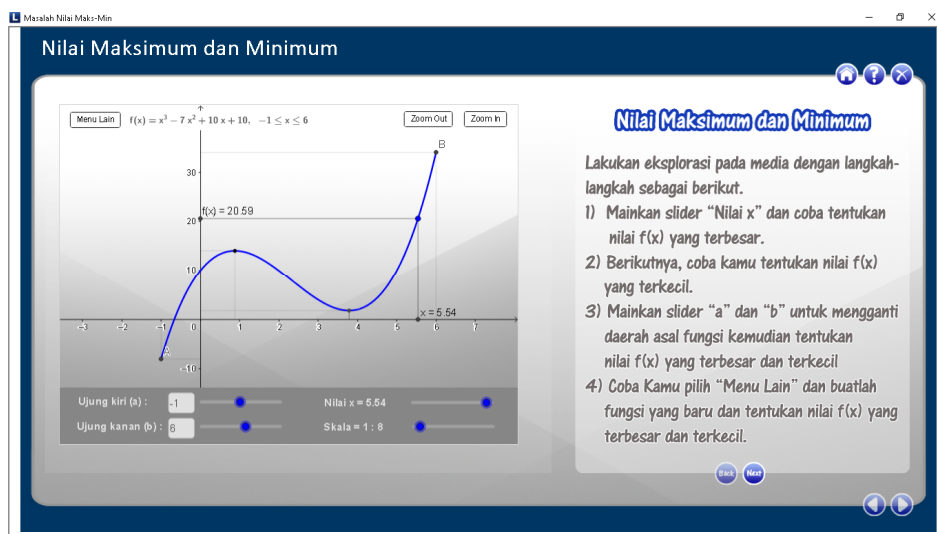 L Masalah Nilai Maks-Min
Nilai Maksimum dan Minimum
Menu Lain f(x) = x³ − 7 x² + 10 x + 10, −1 ≤ x ≤ 6 Zoom Out Zoom In
B
30
f(x) = 20.59
20
10
x = 5.54
−3 −2 −1 0 1 2 3 4 5 6 7
A
−10
Ujung kiri (a) : -1 Nilai x = 5.54
Ujung kanan (b) : 6 Skala = 1 : 8
Nilai Maksimum dan Minimum
Lakukan eksplorasi pada media dengan langkah-
langkah sebagai berikut.
1) Mainkan slider “Nilai x” dan coba tentukan
nilai f(x) yang terbesar.
2) Berikutnya, coba kamu tentukan nilai f(x)
yang terkecil.
3) Mainkan slider “a” dan “b” untuk mengganti
daerah asal fungsi kemudian tentukan
nilai f(x) yang terbesar dan terkecil
4) Coba Kamu pilih “Menu Lain” dan buatlah
fungsi yang baru dan tentukan nilai f(x) yang
terbesar dan terkecil.
Back Next